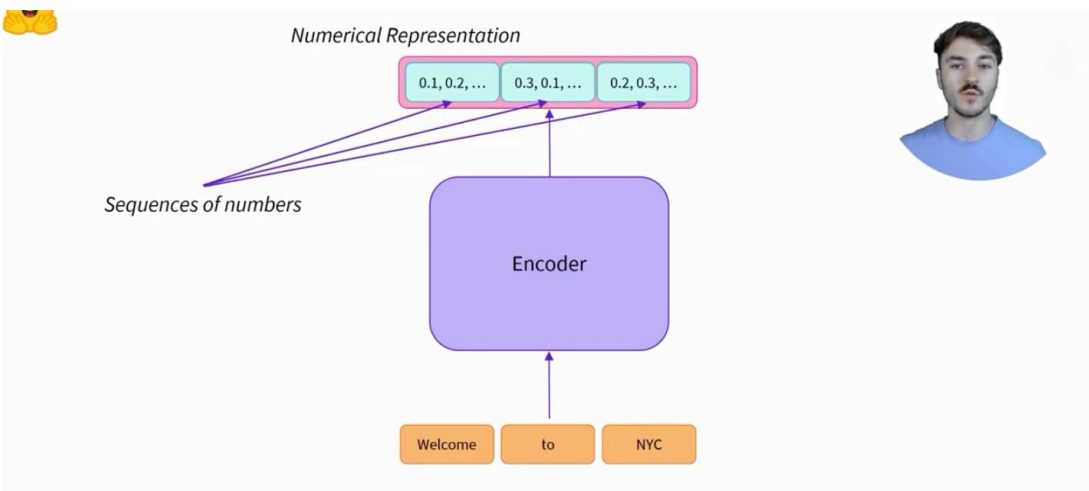 Numerical Representation
0.1, 0.2, …
0.3, 0.1, …
0.2, 0.3, …
Sequences of numbers
Encoder
Welcome
to
NYC